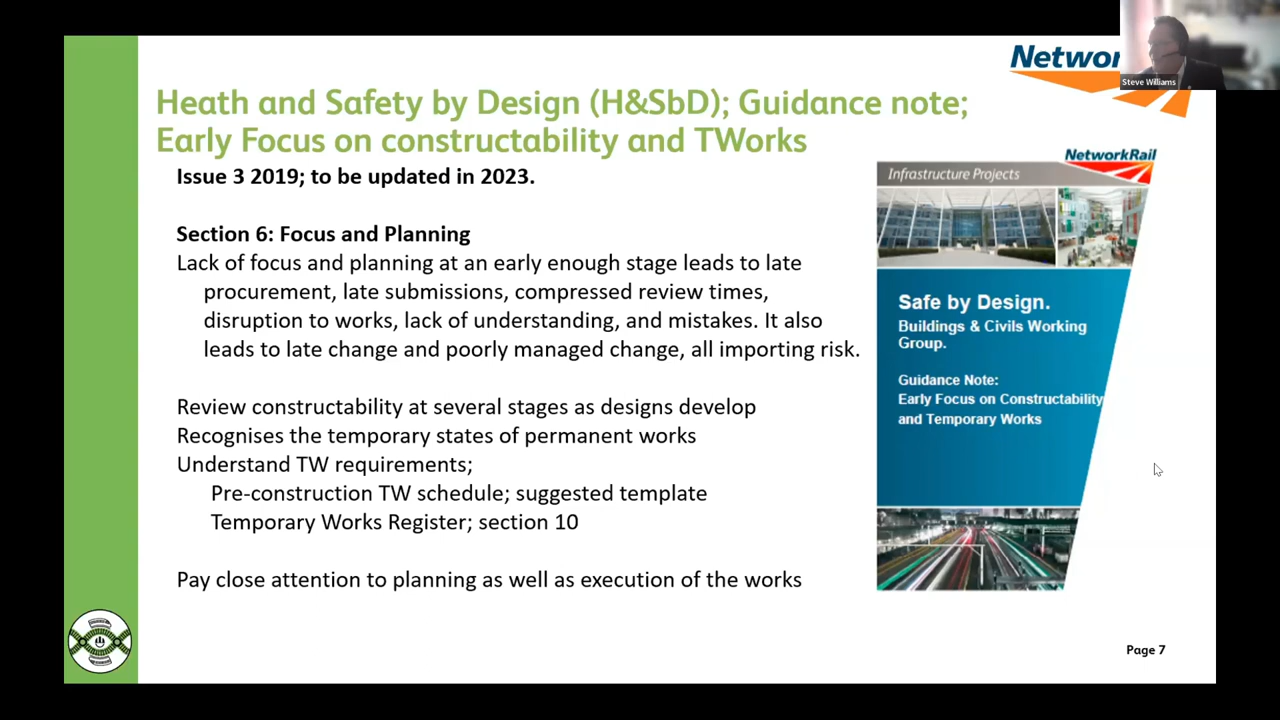 Networ
Steve Williams
Heath and Safety by Design (H&SbD); Guidance note;
Early Focus on constructability and TWorks
Issue 3 2019; to be updated in 2023.
Section 6: Focus and Planning
Lack of focus and planning at an early enough stage leads to late
procurement, late submissions, compressed review times,
disruption to works, lack of understanding, and mistakes. It also
leads to late change and poorly managed change, all importing risk.
Review constructability at several stages as designs develop
Recognises the temporary states of permanent works
Understand TW requirements;
Pre-construction TW schedule; suggested template
Temporary Works Register; section 10
Pay close attention to planning as well as execution of the works
NetworkRail
Infrastructure Projects
Safe by Design.
Buildings & Civils Working
Group.
Guidance Note:
Early Focus on Constructability
and Temporary Works
Page 7